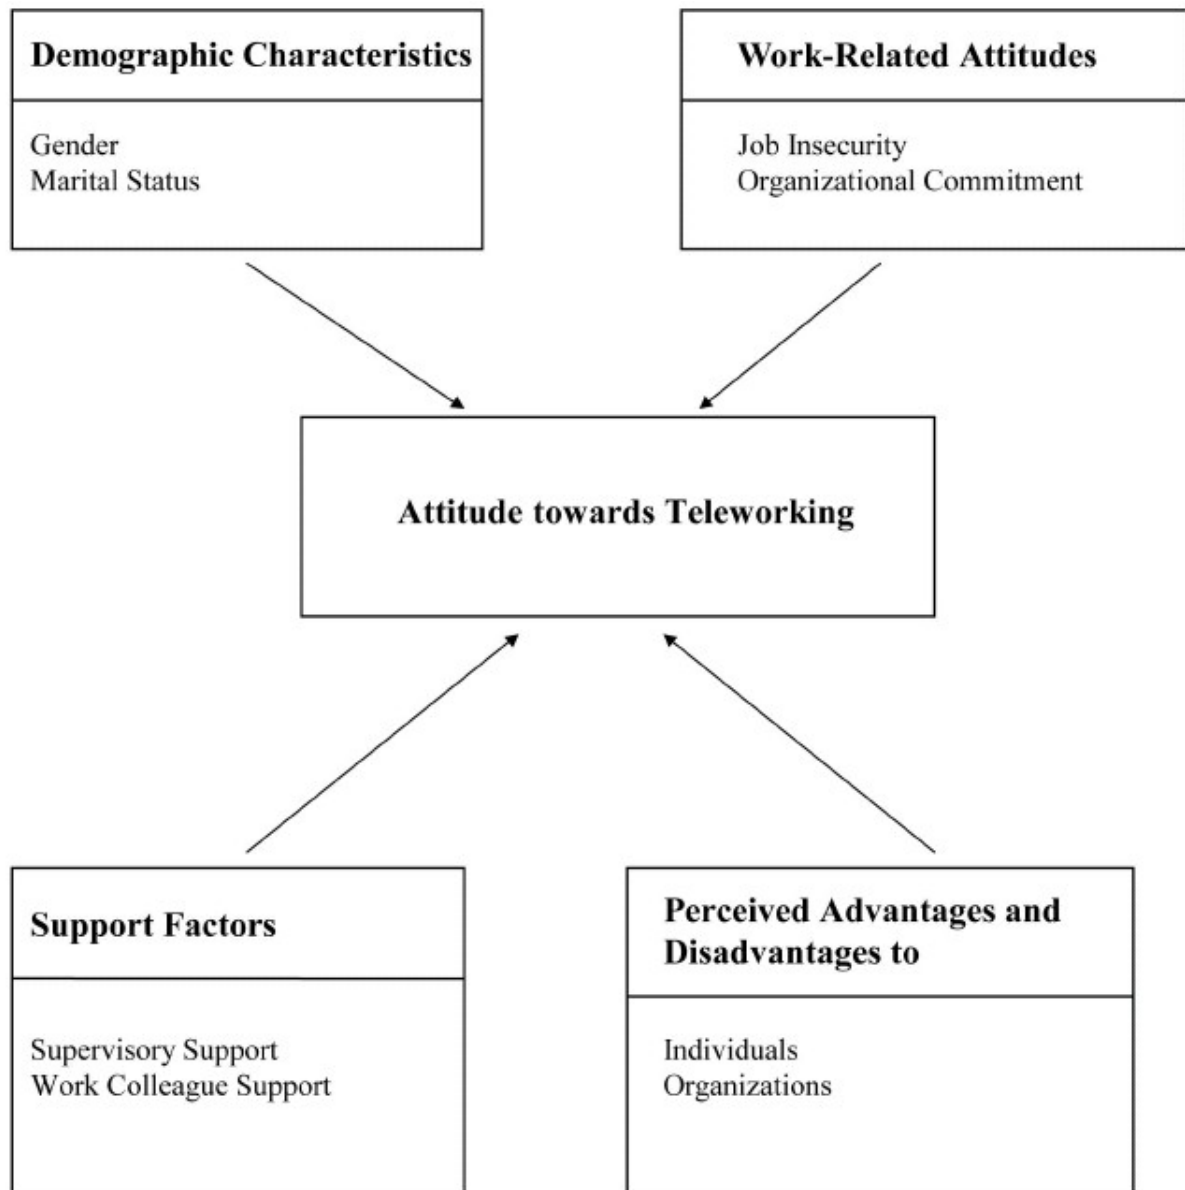 Demographic Characteristics
Gender
Marital Status
Work-Related Attitudes
Job Insecurity
Organizational Commitment
Attitude towards Teleworking
Support Factors
Supervisory Support
Work Colleague Support
Perceived Advantages and
Disadvantages to
Individuals
Organizations